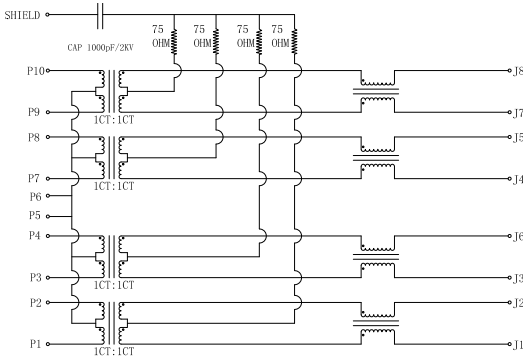 SHIELD
CAP 1000pF/2KV
75 OHM
75 OHM
75 OHM
75 OHM
P10
J8
P9
J7
1CT:1CT
P8
J5
P7
J4
1CT:1CT
P6
P5
P4
J6
P3
J3
1CT:1CT
P2
J2
P1
J1
1CT:1CT